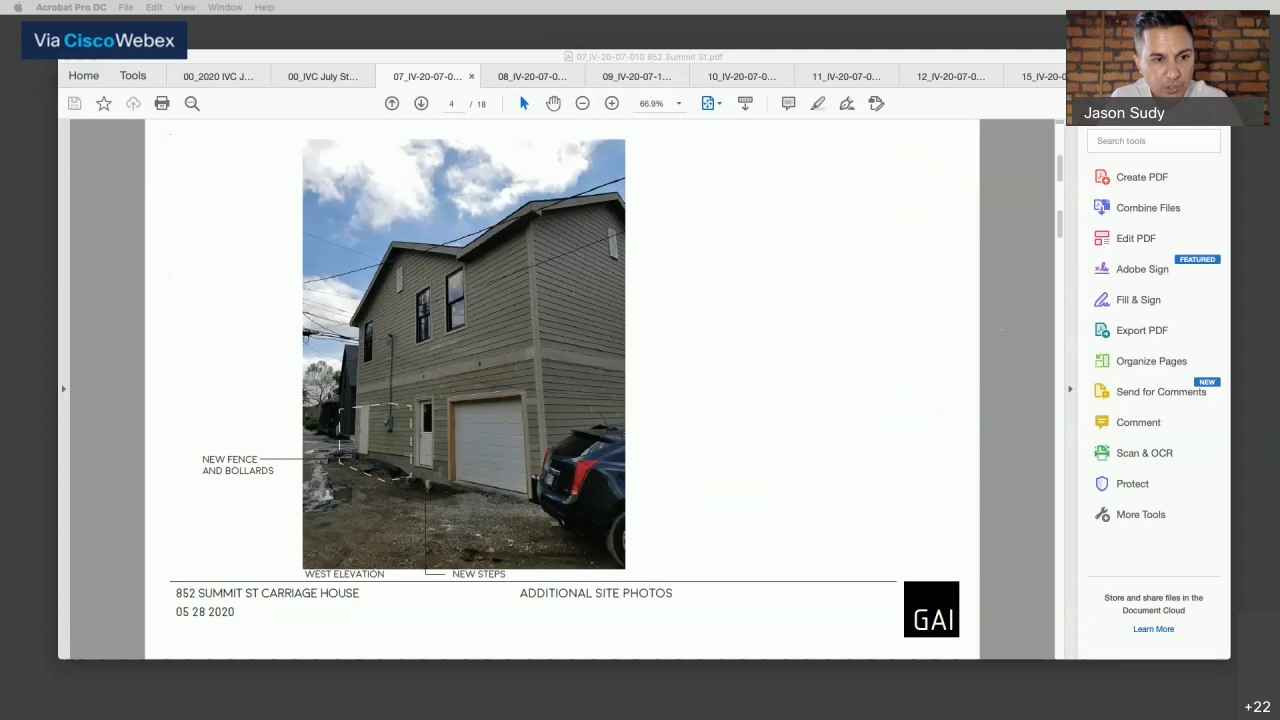 Acrobat Pro DC File Edit View Window Help
Via CiscoWebex
07_IV-20-07-010 852 Summit St.pdf
Home Tools 00_2020 IVC J... 00_IVC July St... 07_IV-20-07-0... × 08_IV-20-07-0... 09_IV-20-07-1... 10_IV-20-07-0... 11_IV-20-07-0... 12_IV-20-07-0... 15_IV-20-0
4 / 18 66.9%
Jason Sudy
Search tools
Create PDF
Combine Files
Edit PDF
FEATURED
Adobe Sign
Fill & Sign
Export PDF
Organize Pages
NEW
Send for Comments
Comment
Scan & OCR
Protect
More Tools
Store and share files in the
Document Cloud
Learn More
NEW FENCE
AND BOLLARDS
WEST ELEVATION NEW STEPS
852 SUMMIT ST CARRIAGE HOUSE ADDITIONAL SITE PHOTOS
05 28 2020
GAI
+22